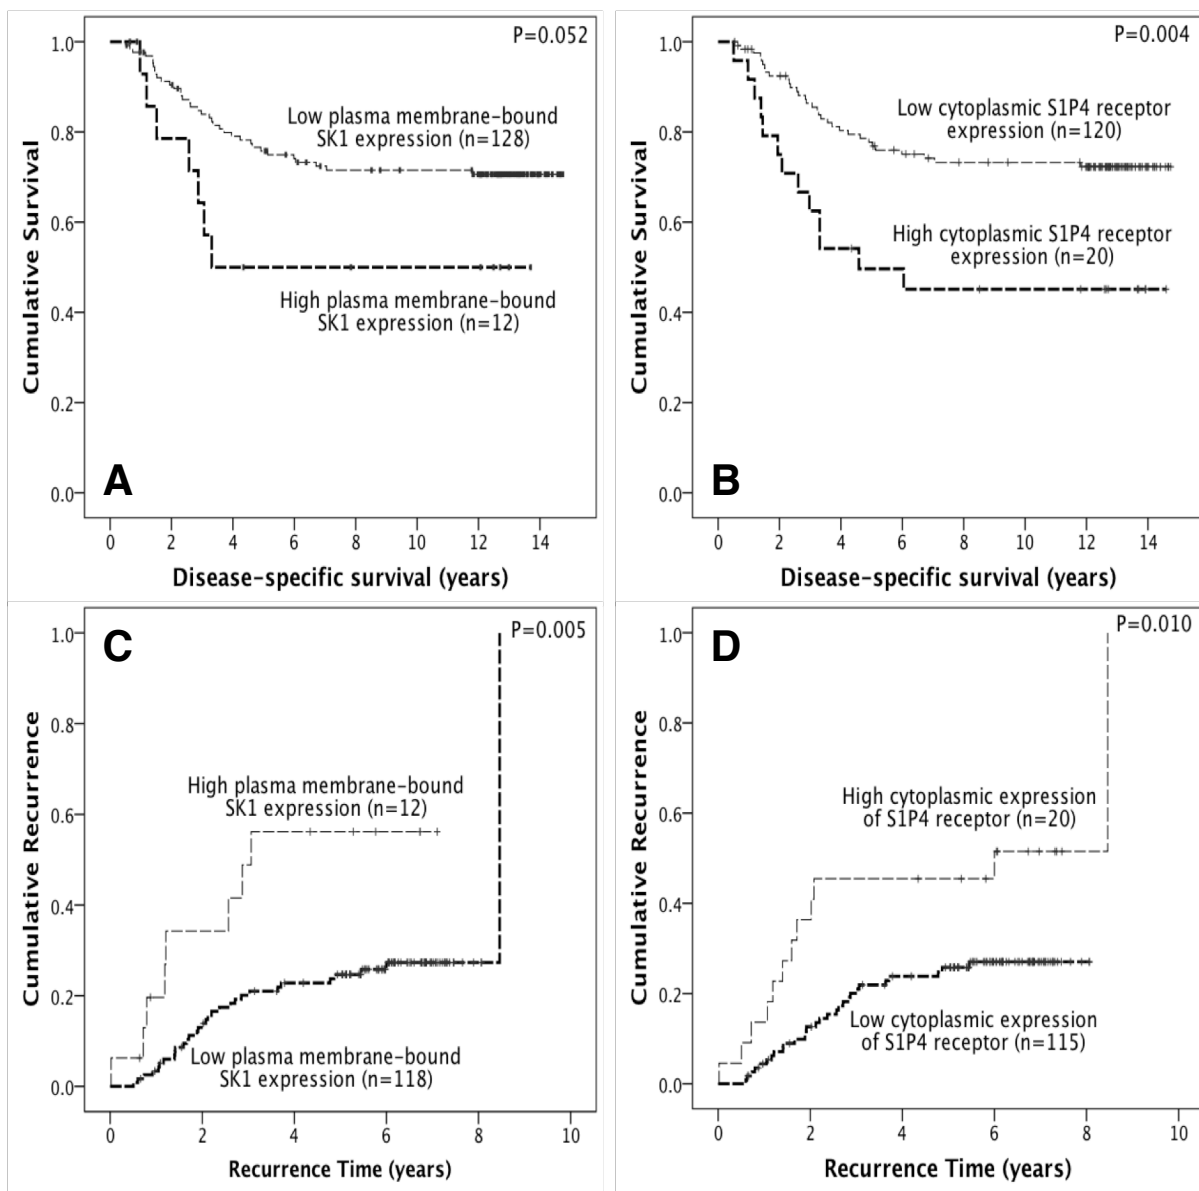 P=0.052
1.0
0.8
0.6
0.4
0.2
0.0
Cumulative Survival
Low plasma membrane-bound
SK1 expression (n=128)
High plasma membrane-bound
SK1 expression (n=12)
A
0 2 4 6 8 10 12 14
Disease-specific survival (years)
P=0.004
1.0
0.8
0.6
0.4
0.2
0.0
Cumulative Survival
Low cytoplasmic S1P4 receptor
expression (n=120)
High cytoplasmic S1P4 receptor
expression (n=20)
B
0 2 4 6 8 10 12 14
Disease-specific survival (years)
C
P=0.005
1.0
0.8
0.6
0.4
0.2
0.0
Cumulative Recurrence
High plasma membrane-bound
SK1 expression (n=12)
Low plasma membrane-bound
SK1 expression (n=118)
0 2 4 6 8 10
Recurrence Time (years)
D
P=0.010
1.0
0.8
0.6
0.4
0.2
0.0
Cumulative Recurrence
High cytoplasmic expression
of S1P4 receptor (n=20)
Low cytoplasmic expression
of S1P4 receptor (n=115)
0 2 4 6 8 10
Recurrence Time (years)